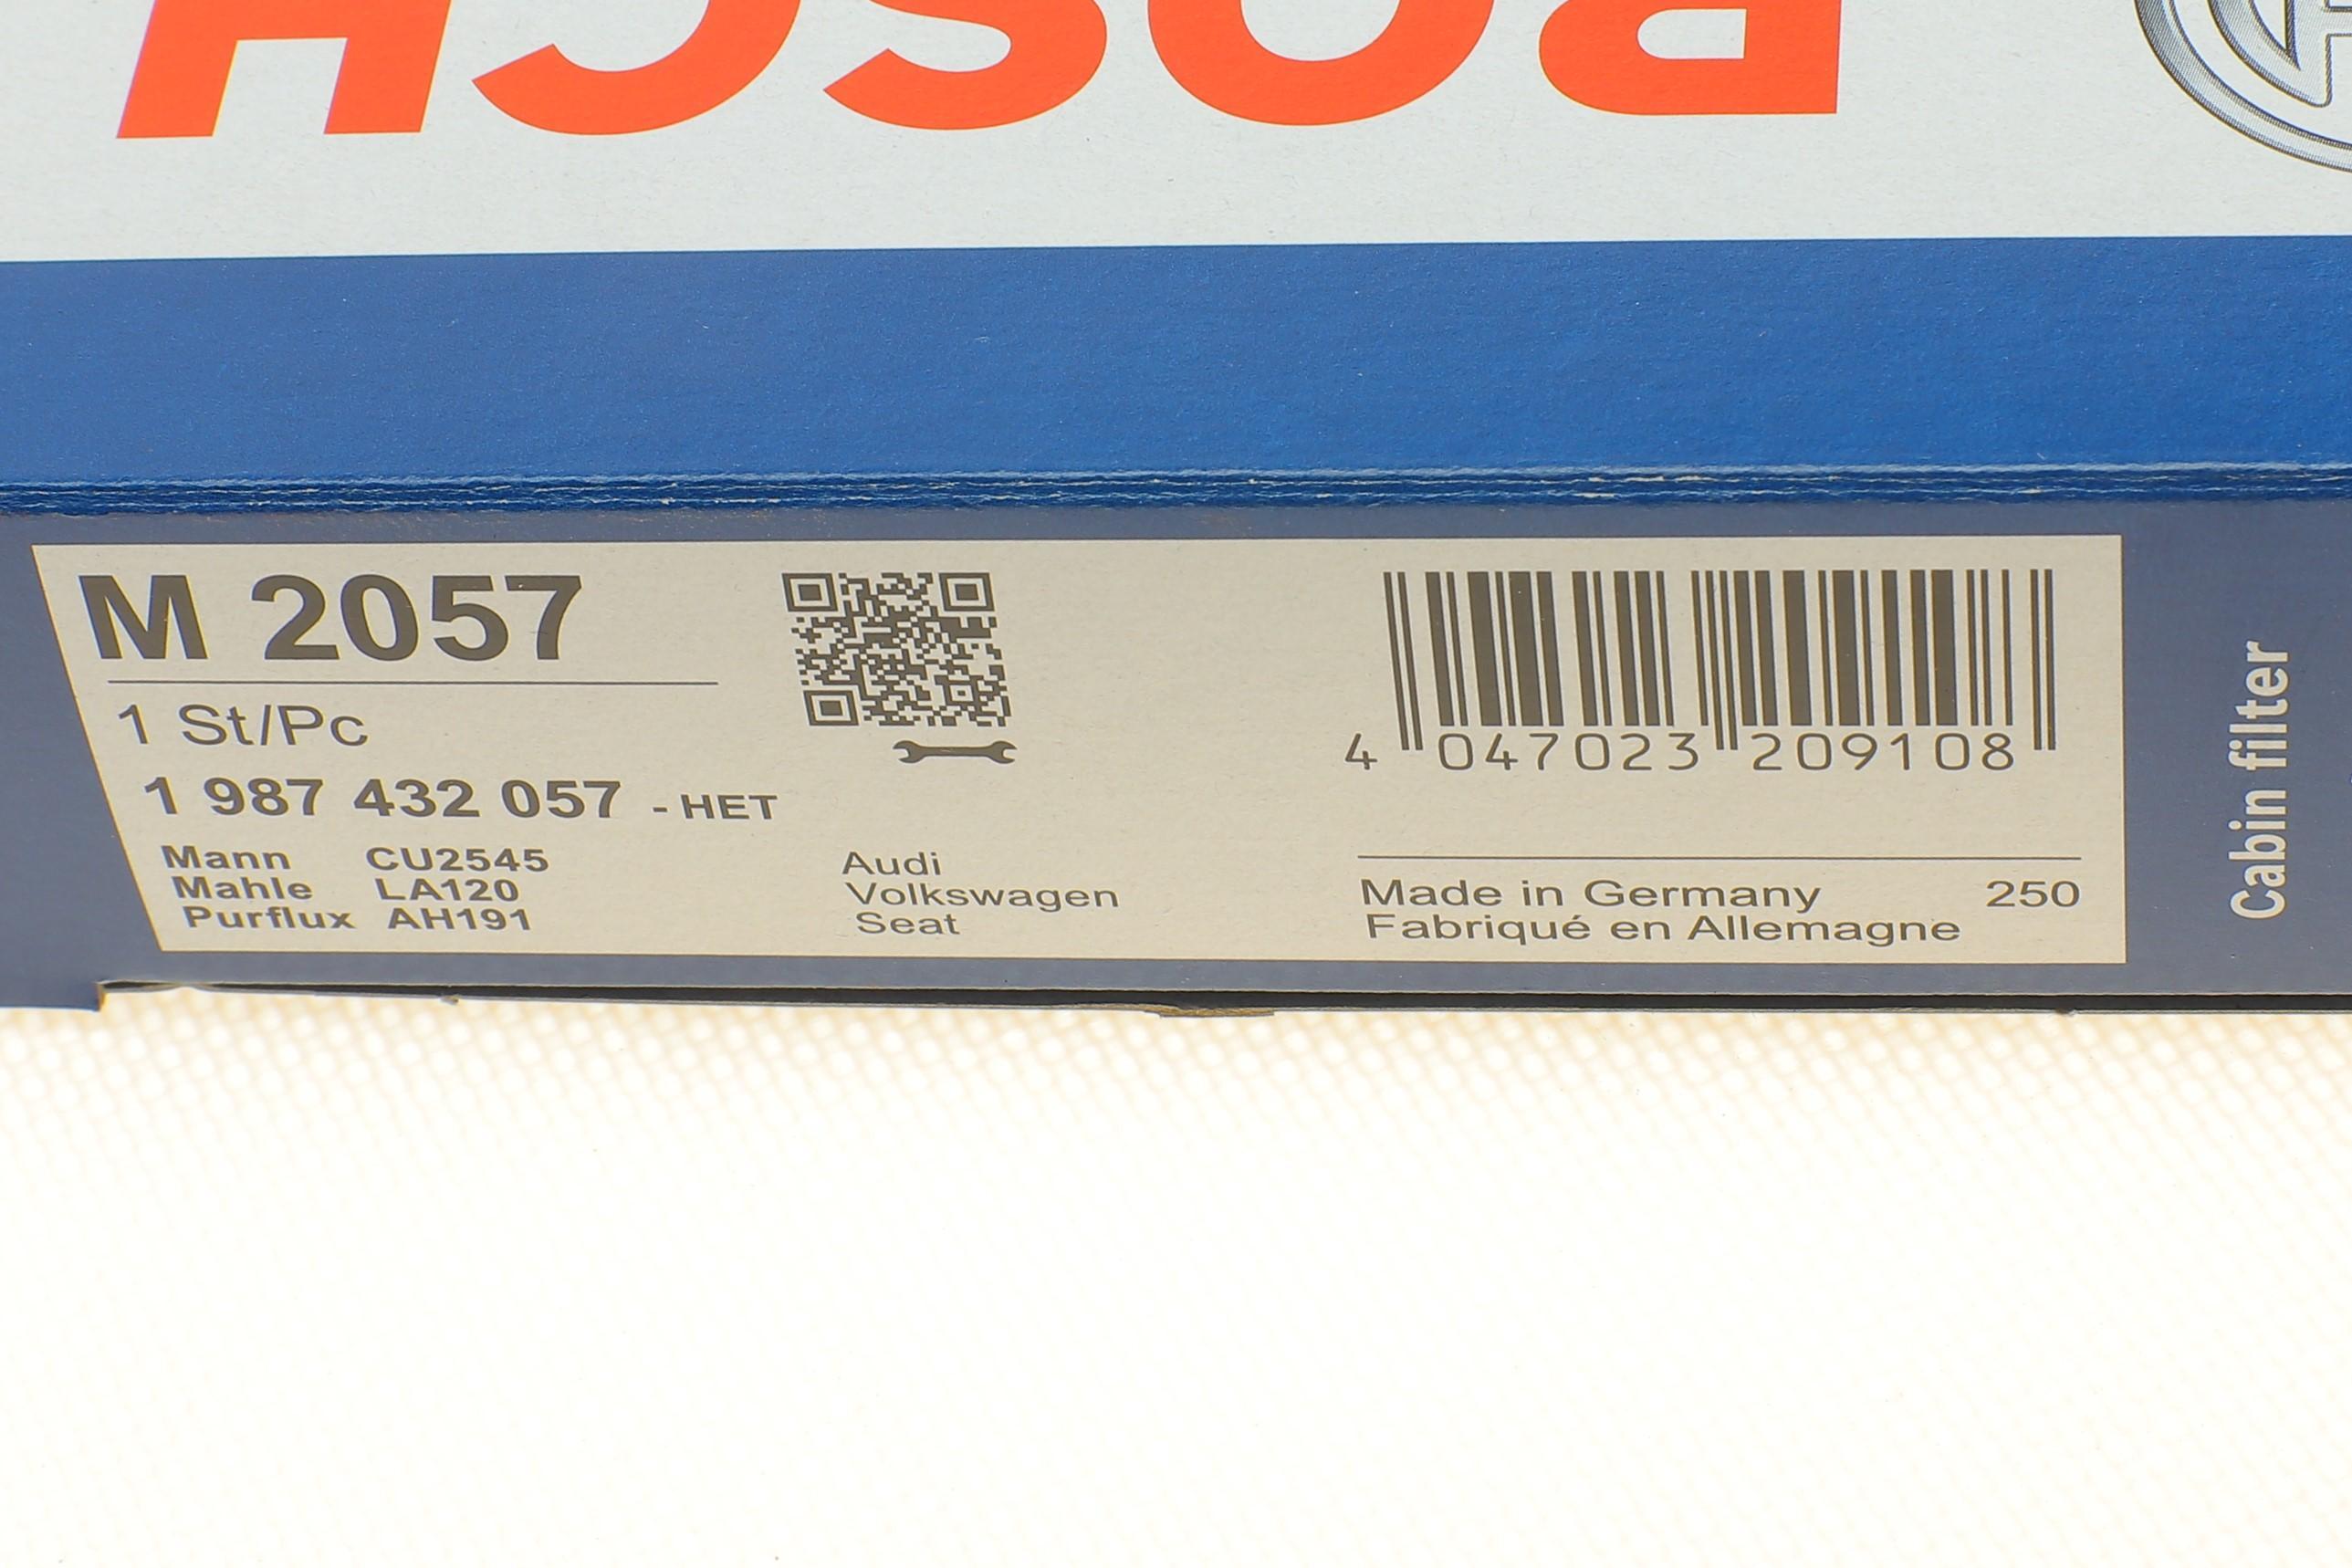 BOSCH
M 2057
1 St/Pc
1 987 432 057 - HET
Mann CU2545
Mahle LA120
Purflux AH191
Audi
Volkswagen
Seat
4 047023 209108
Made in Germany 250
Fabriqué en Allemagne
Cabin filter